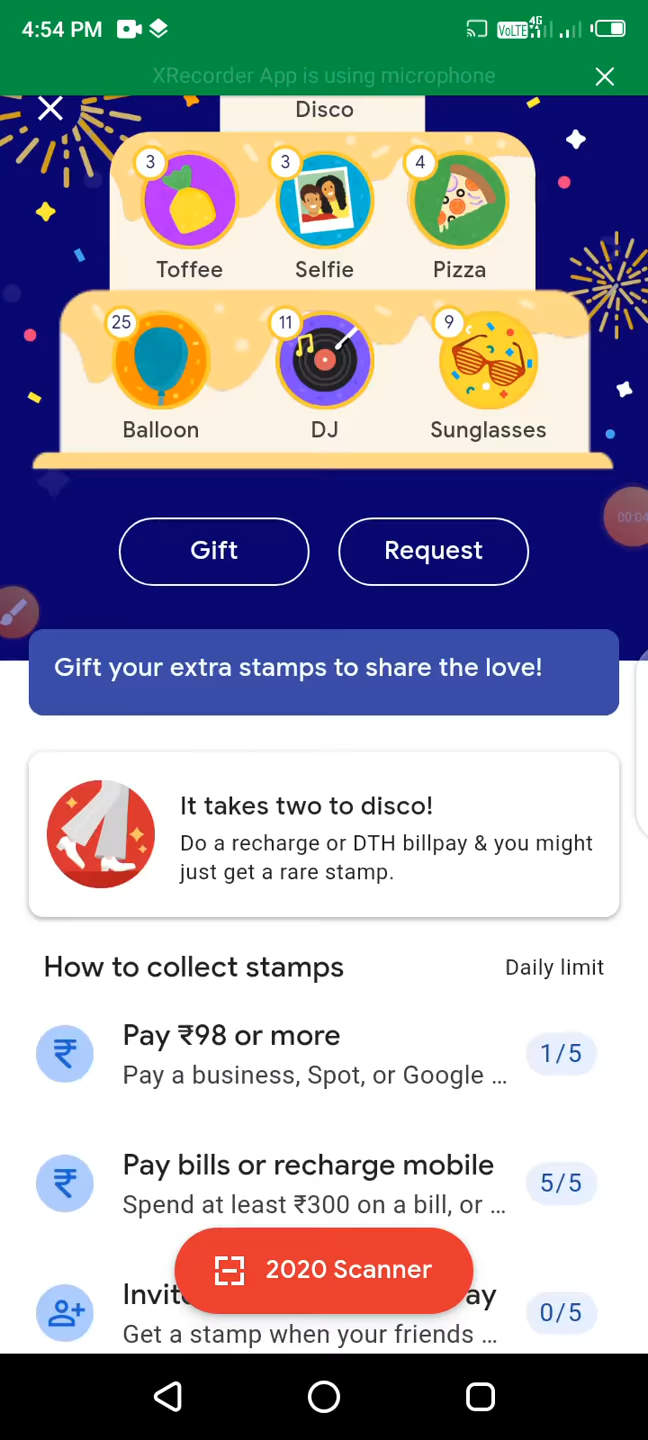 4:54 PM
VoLTE 4G
XRecorder App is using microphone
Disco
3 3 4
Toffee Selfie Pizza
25 11 9
Balloon DJ Sunglasses
00:04
Gift Request
Gift your extra stamps to share the love!
It takes two to disco!
Do a recharge or DTH billpay & you might
just get a rare stamp.
How to collect stamps Daily limit
Pay ₹98 or more
Pay a business, Spot, or Google ...
1/5
Pay bills or recharge mobile
Spend at least ₹300 on a bill, or ...
5/5
2020 Scanner
Get a stamp when your friends ...
0/5